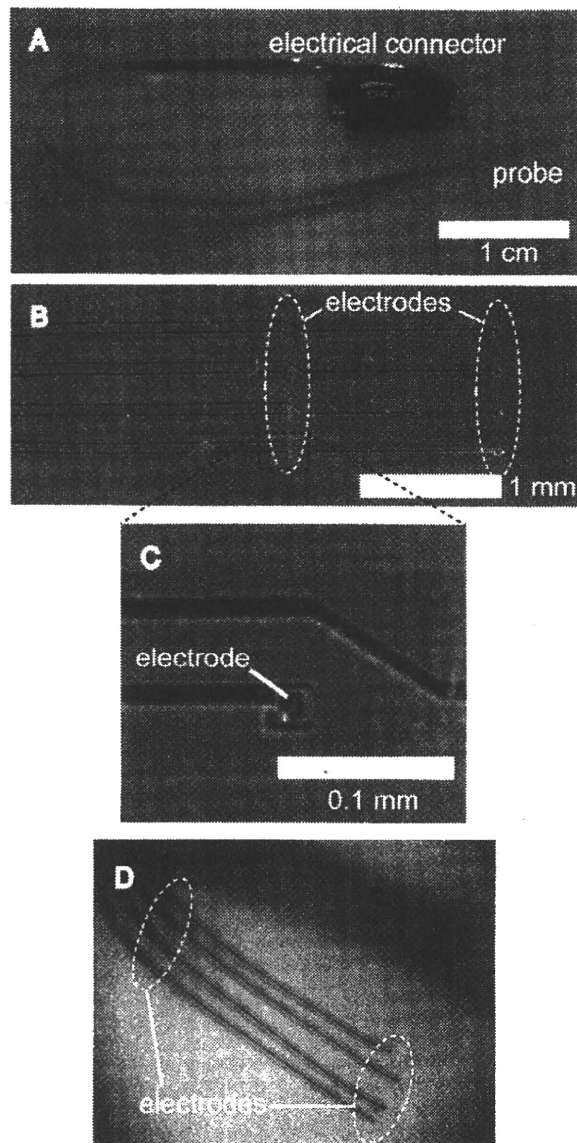 A
electrical connector
probe
1 cm
B
electrodes
1 mm
C
electrode
0.1 mm
D
electrodes